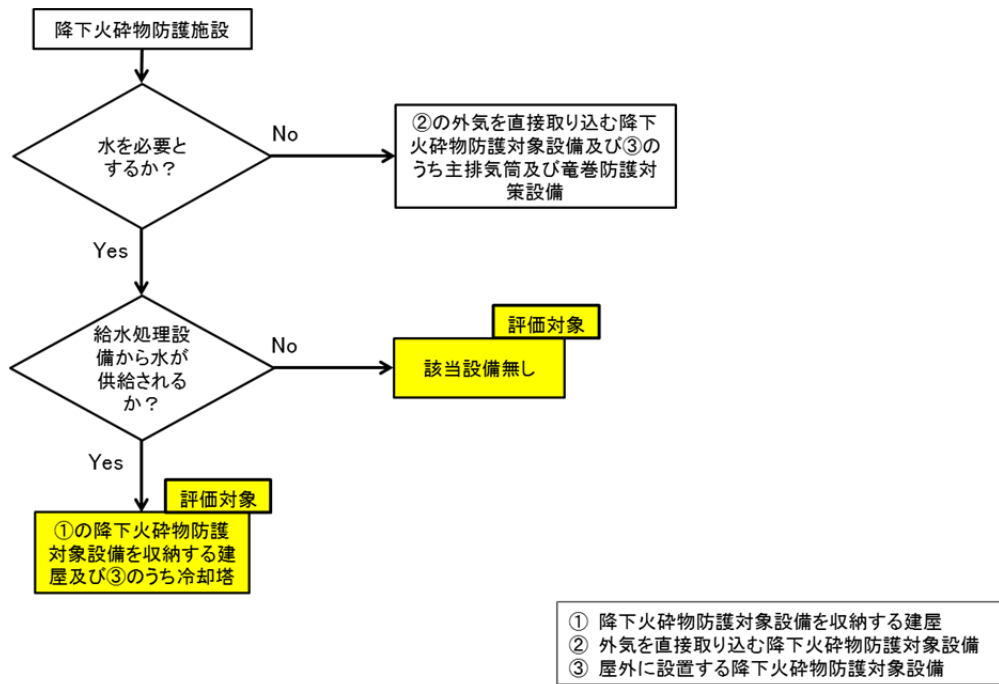 降下火砕物防護施設
水を必要と
するか？
No
②の外気を直接取り込む降下
火砕物防護対象設備及び③の
うち主排気筒及び竜巻防護対
策設備
Yes
給水処理設
備から水が
供給される
か？
No
評価対象
該当設備無し
Yes
評価対象
①の降下火砕物防護
対象設備を収納する建
屋及び③のうち冷却塔
① 降下火砕物防護対象設備を収納する建屋
② 外気を直接取り込む降下火砕物防護対象設備
③ 屋外に設置する降下火砕物防護対象設備